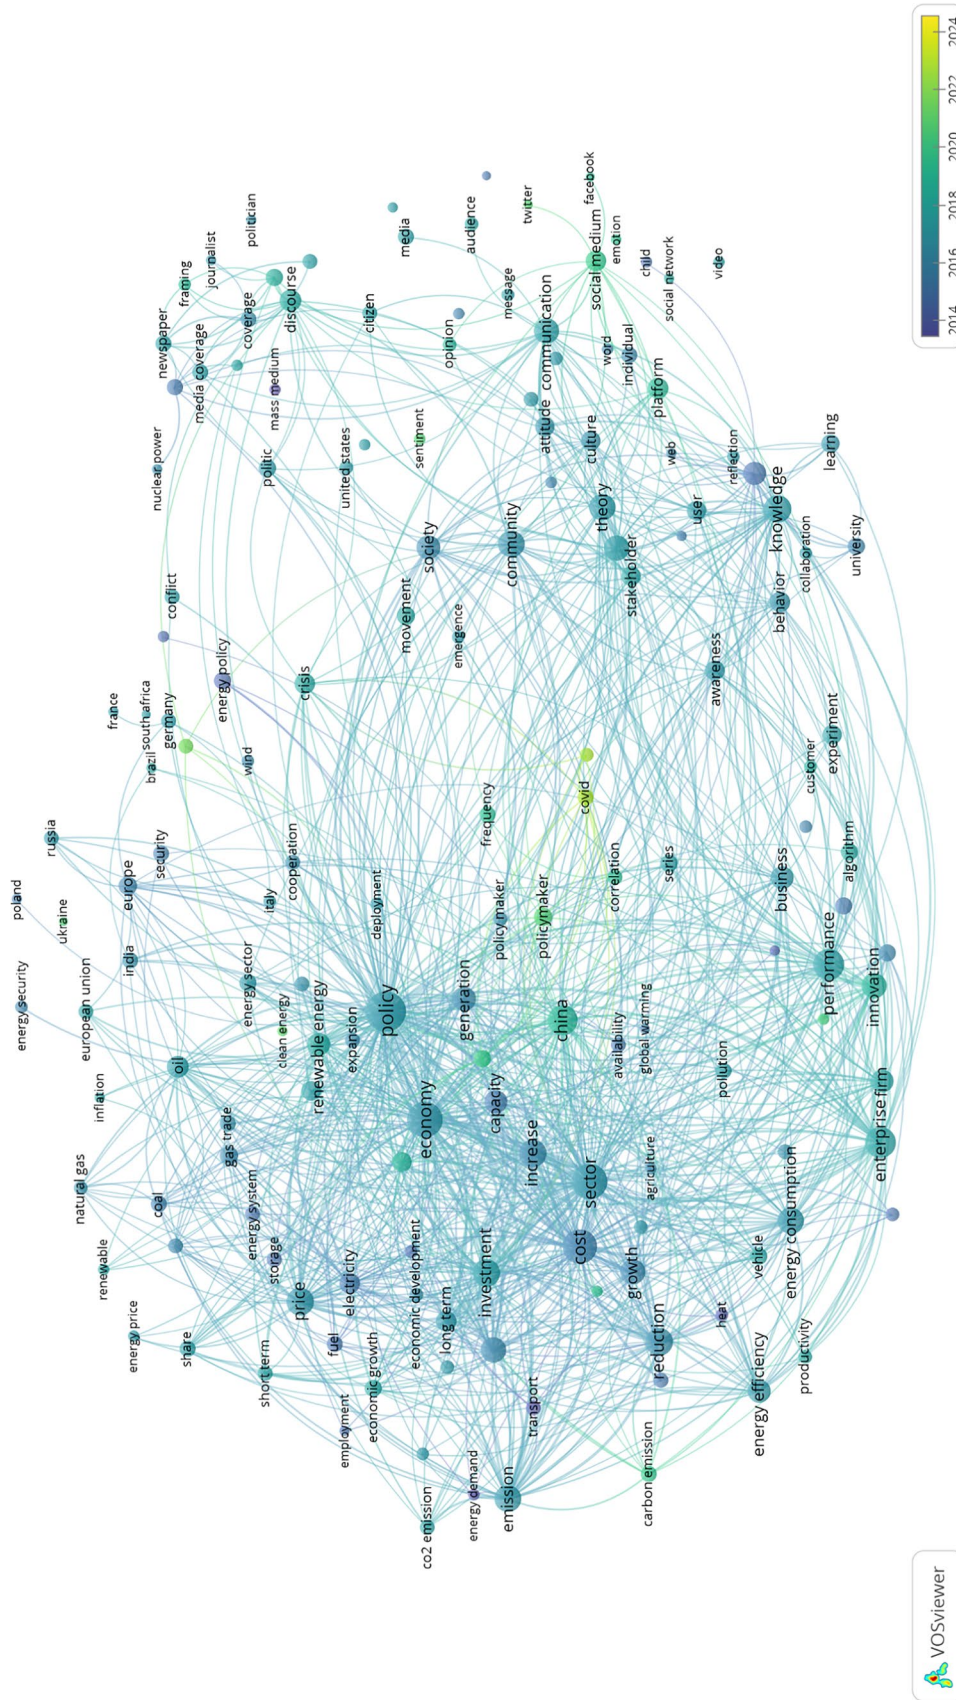 poland
energy security
russia
ukraine
natural gas
european union
inflation
renewable
france
energy price
europe
india
south africa
brazil
coal
nuclear power
security
newspaper
germany
conflict
oil
share
framing
media coverage
journalist
energy policy
gas trade
coverage
energy system
energy sector
wind
politician
short term
politic
italy
storage
mass medium
clean energy
discourse
cooperation
price
crisis
renewable energy
fuel
employment
united states
electricity
expansion
citizen
economic growth
deployment
policy
media
movement
economic development
sentiment
co2 emission
economy
society
long term
opinion
emergence
generation
audience
energy demand
investment
frequency
capacity
policy maker
emission
message
community
twitter
increase
transport
policymaker
communication
attitude
china
cost
covid
facebook
sector
culture
social medium
theory
word
correlation
emotion
availability
individual
growth
stakeholder
global warming
child
carbon emission
agriculture
reduction
platform
series
social network
web
user
awareness
video
heat
pollution
reflection
vehicle
energy efficiency
knowledge
business
behavior
energy consumption
productivity
collaboration
customer
performance
experiment
learning
algorithm
university
innovation
firm
enterprise
VOSviewer
2014
2016
2018
2020
2022
2024